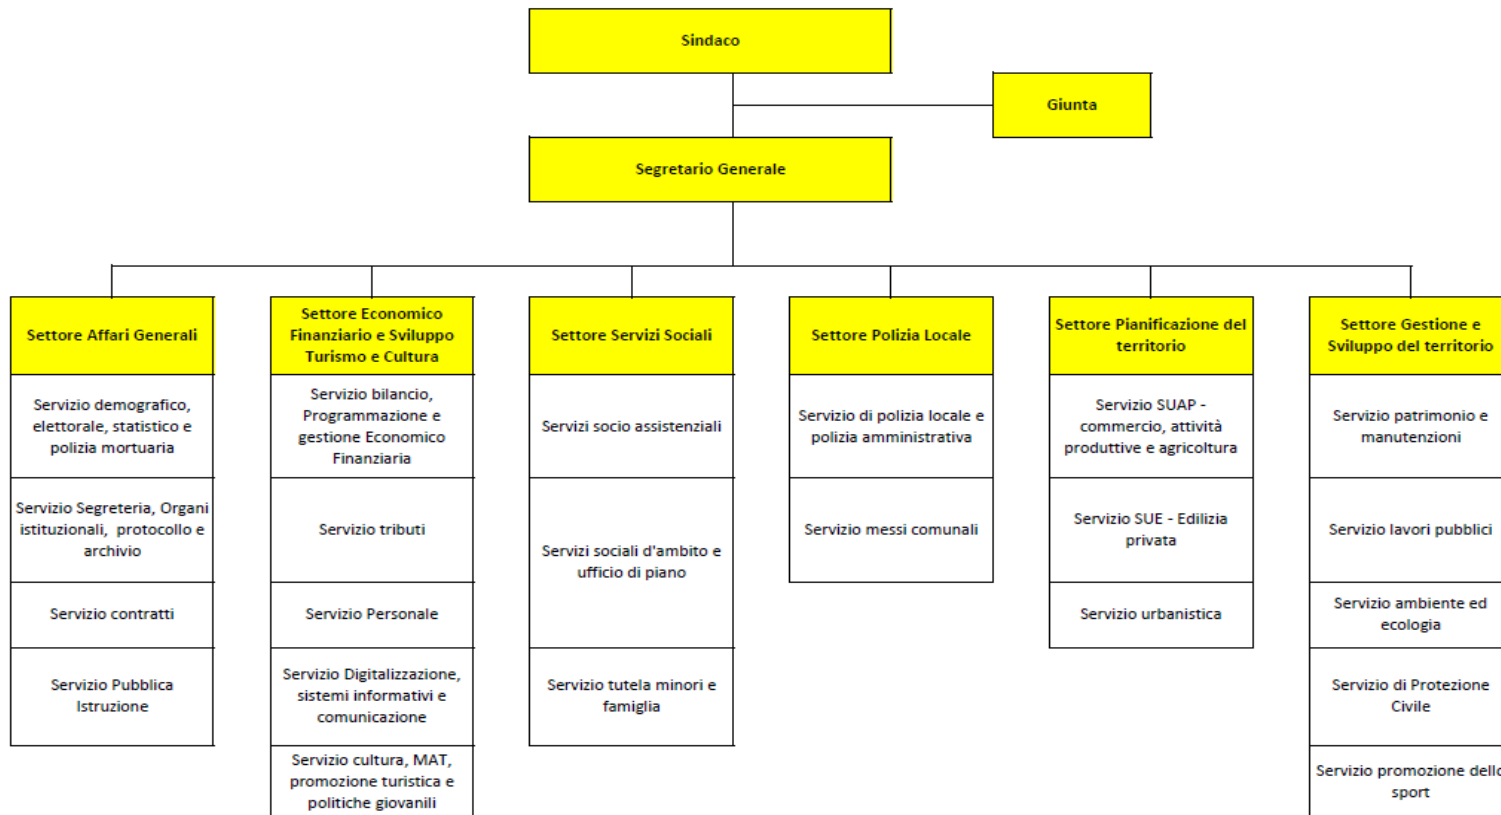 Sindaco
Giunta
Segretario Generale
Settore Affari Generali
Servizio demografico,
elettorale, statistico e
polizia mortuaria
Servizio Segreteria, Organi
istituzionali, protocollo e
archivio
Servizio contratti
Servizio Pubblica
Istruzione
Settore Economico
Finanziario e Sviluppo
Turismo e Cultura
Servizio bilancio,
Programmazione e
gestione Economico
Finanziaria
Servizio tributi
Servizio Personale
Servizio Digitalizzazione,
sistemi informativi e
comunicazione
Servizio cultura, MAT,
promozione turistica e
politiche giovanili
Settore Servizi Sociali
Servizi socio assistenziali
Servizi sociali d'ambito e
ufficio di piano
Servizio tutela minori e
famiglia
Settore Polizia Locale
Servizio di polizia locale e
polizia amministrativa
Servizio messi comunali
Settore Pianificazione del
territorio
Servizio SUAP -
commercio, attività
produttive e agricoltura
Servizio SUE - Edilizia
privata
Servizio urbanistica
Settore Gestione e
Sviluppo del territorio
Servizio patrimonio e
manutenzioni
Servizio lavori pubblici
Servizio ambiente ed
ecologia
Servizio di Protezione
Civile
Servizio promozione dello
sport